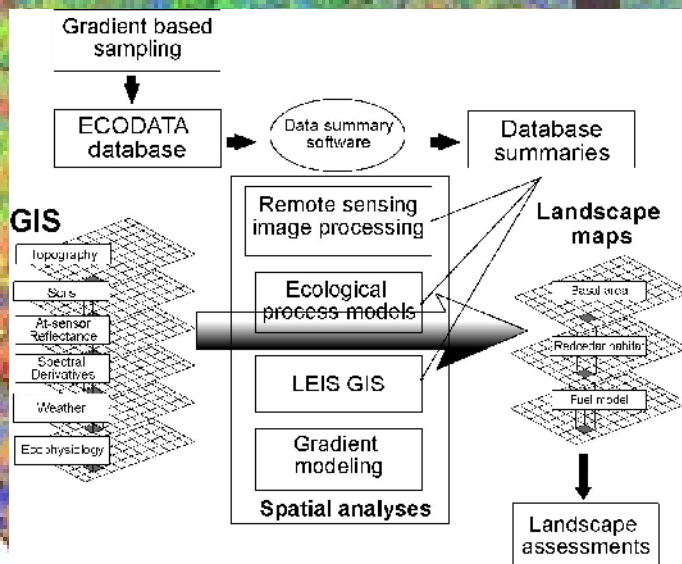 Gradient based
sampling
ECODATA
database
Data summary
software
Database
summaries
GIS
Topography
Soils
At-sensor
Reflectance
Spectral
Derivatives
Weather
Ecophysiology
Remote sensing
image processing
Ecological
process models
LEIS GIS
Gradient
modeling
Spatial analyses
Landscape
maps
Basal area
Redcedar habitat
Fuel model
Landscape
assessments